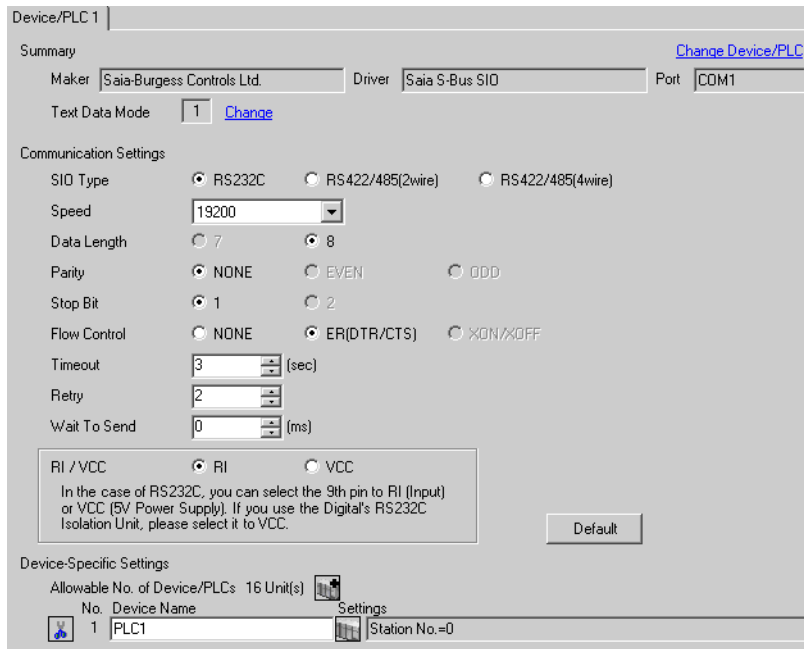 Device/PLC 1
Summary Change Device/PLC
Maker Saia-Burgess Controls Ltd. Driver Saia S-Bus SIO Port COM1
Text Data Mode 1 Change
Communication Settings
SIO Type RS232C RS422/485(2wire) RS422/485(4wire)
Speed 19200
Data Length 7 8
Parity NONE EVEN ODD
Stop Bit 1 2
Flow Control NONE ER(DTR/CTS) XON/XOFF
Timeout 3 (sec)
Retry 2
Wait To Send 0 (ms)
RI / VCC RI VCC
In the case of RS232C, you can select the 9th pin to RI (Input)
or VCC (5V Power Supply). If you use the Digital's RS232C
Isolation Unit, please select it to VCC.
Default
Device-Specific Settings
Allowable No. of Device/PLCs 16 Unit(s)
No. Device Name Settings
1 PLC1 Station No.=0